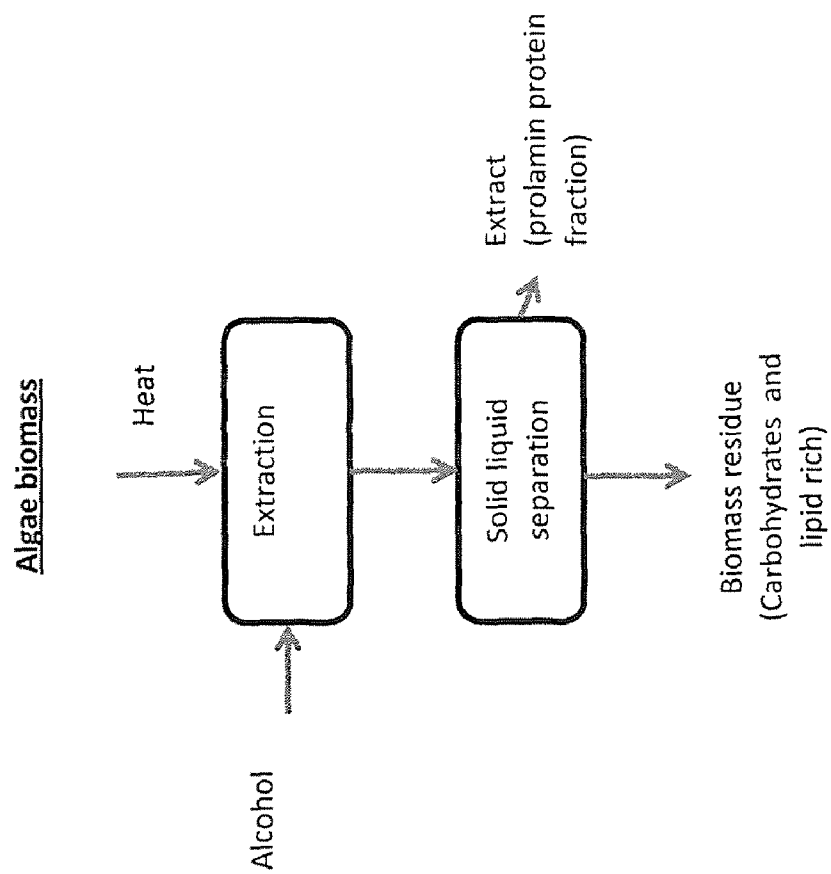 Algae biomass
Heat
Alcohol
Extraction
Solid liquid
separation
Extract
(prolamin protein
fraction)
Biomass residue
(Carbohydrates and
lipid rich)